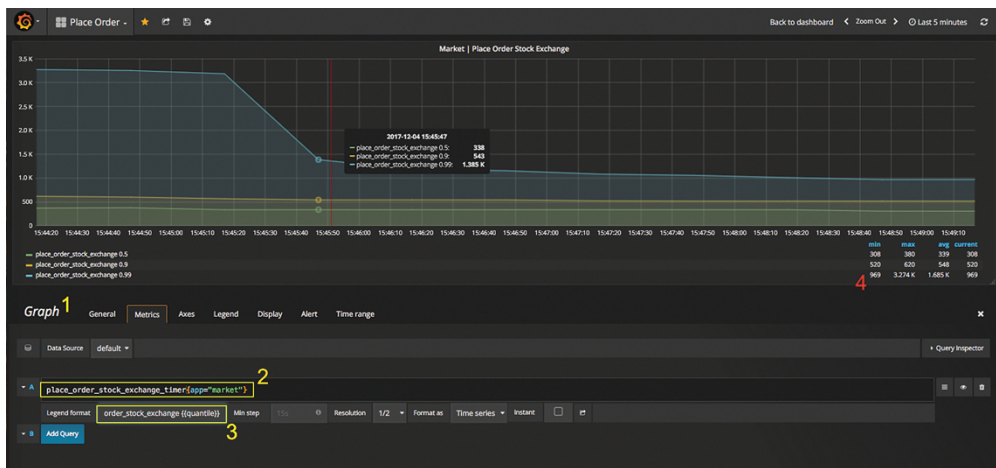 Place Order
Back to dashboard Zoom Out Last 5 minutes
Market | Place Order Stock Exchange
3.5 K
3.0 K
2.5 K
2.0 K
1.5 K
1.0 K
500
0
2017-12-04 15:45:47
place_order_stock_exchange 0.5: 338
place_order_stock_exchange 0.9: 543
place_order_stock_exchange 0.99: 1.385 K
15:44:20 15:44:30 15:44:40 15:44:50 15:45:00 15:45:10 15:45:20 15:45:30 15:45:40 15:45:50 15:46:00 15:46:10 15:46:20 15:46:30 15:46:40 15:46:50 15:47:00 15:47:10 15:47:20 15:47:30 15:47:40 15:47:50 15:48:00 15:48:10 15:48:20 15:48:30 15:48:40 15:48:50 15:49:00 15:49:10
min max avg current
place_order_stock_exchange 0.5 308 380 339 308
place_order_stock_exchange 0.9 520 620 548 520
place_order_stock_exchange 0.99 969 3.274 K 1.685 K 969
4
Graph 1 General Metrics Axes Legend Display Alert Time range
Data Source default Query Inspector
2
A place_order_stock_exchange_timer{app="market"}
Legend format order_stock_exchange {{quantile}} Min step 15s Resolution 1/2 Format as Time series Instant
3
B Add Query